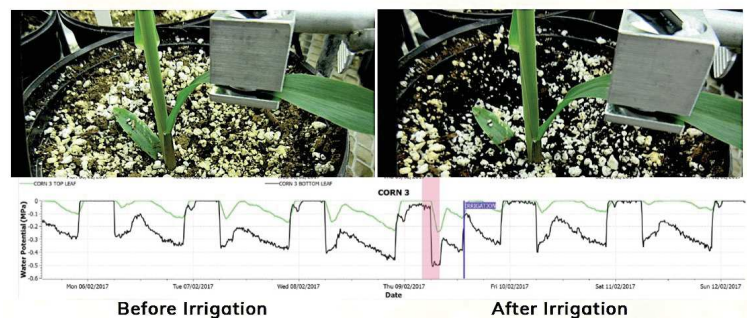 CORN 3 TOP LEAF
CORN 3 BOTTOM LEAF
CORN 3
Water Potential (MPa)
0
-0.1
-0.2
-0.3
-0.4
-0.5
-0.6
IRRIGATION
Mon 06/02/2017
Tue 07/02/2017
Wed 08/02/2017
Thu 09/02/2017
Fri 10/02/2017
Sat 11/02/2017
Sun 12/02/2017
Date
Before Irrigation
After Irrigation